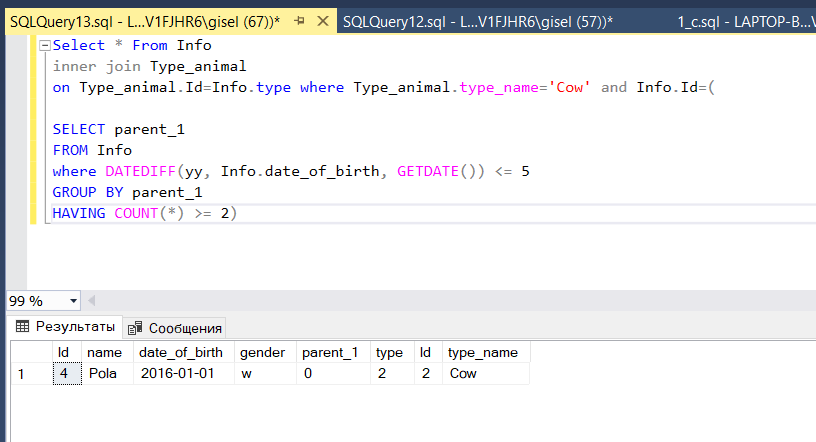 SQLQuery13.sql - L...V1FJHR6\gisel (67))* SQLQuery12.sql - L...V1FJHR6\gisel (57))* 1_c.sql - LAPTOP-B...V
Select * From Info
inner join Type_animal
on Type_animal.Id=Info.type where Type_animal.type_name='Cow' and Info.Id=(
SELECT parent_1
FROM Info
where DATEDIFF(yy, Info.date_of_birth, GETDATE()) <= 5
GROUP BY parent_1
HAVING COUNT(*) >= 2)
99 %
Результаты Сообщения
Id name date_of_birth gender parent_1 type Id type_name
1 4 Pola 2016-01-01 w 0 2 2 Cow